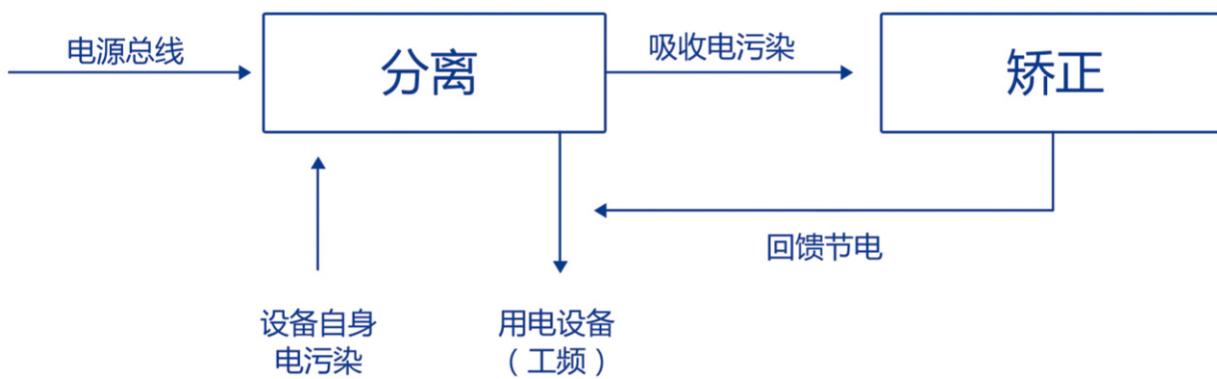 电源总线
分离
吸收电污染
矫正
回馈节电
设备自身
电污染
用电设备
（工频）